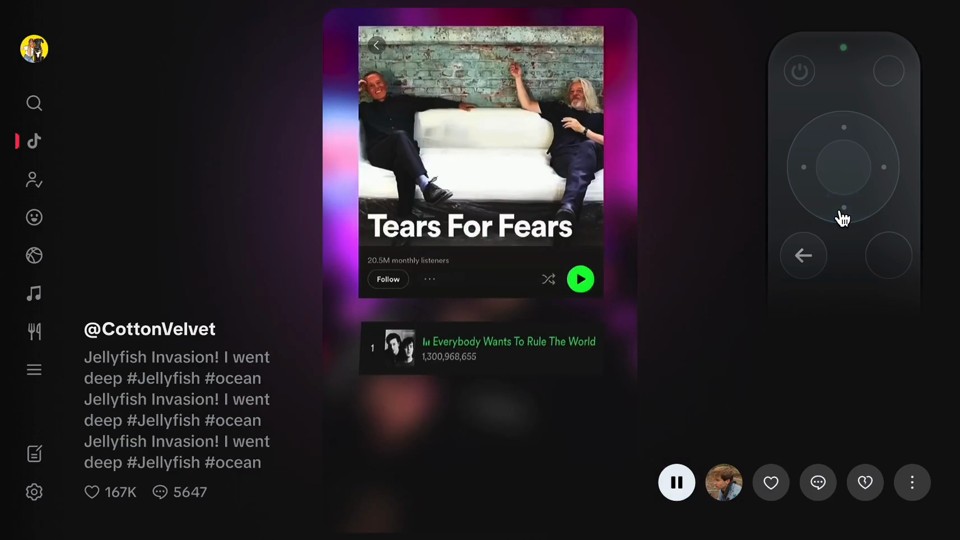 Tears For Fears
20.5M monthly listeners
Follow
1
Everybody Wants To Rule The World
1,300,968,655
@CottonVelvet
Jellyfish Invasion! I went
deep #Jellyfish #ocean
Jellyfish Invasion! I went
deep #Jellyfish #ocean
Jellyfish Invasion! I went
deep #Jellyfish #ocean
167K 5647